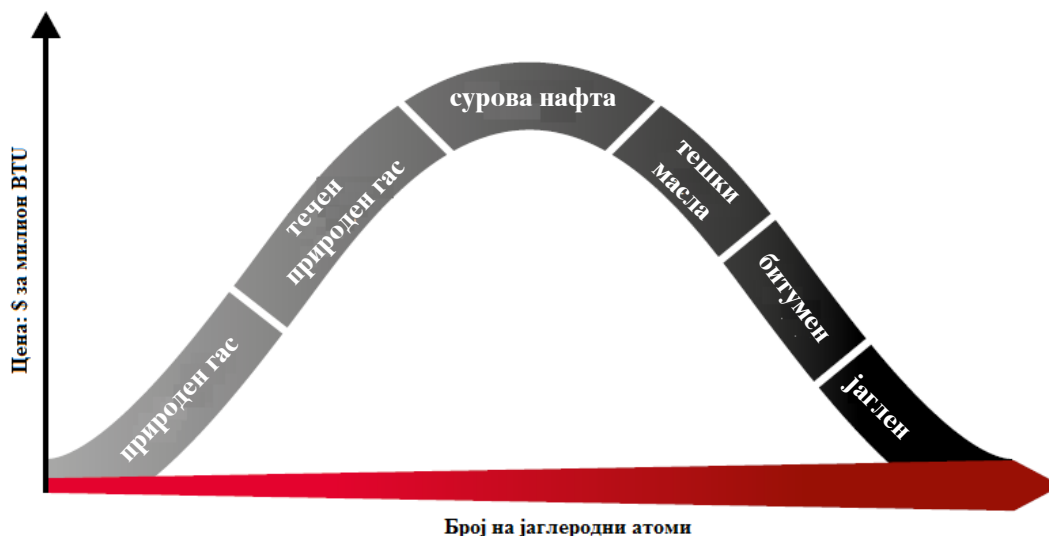 Цена: $ за милион BTU
природен гас
течен
природен гас
сурова нафта
тешки
масла
битумен
јаглен
Број на јаглеродни атоми